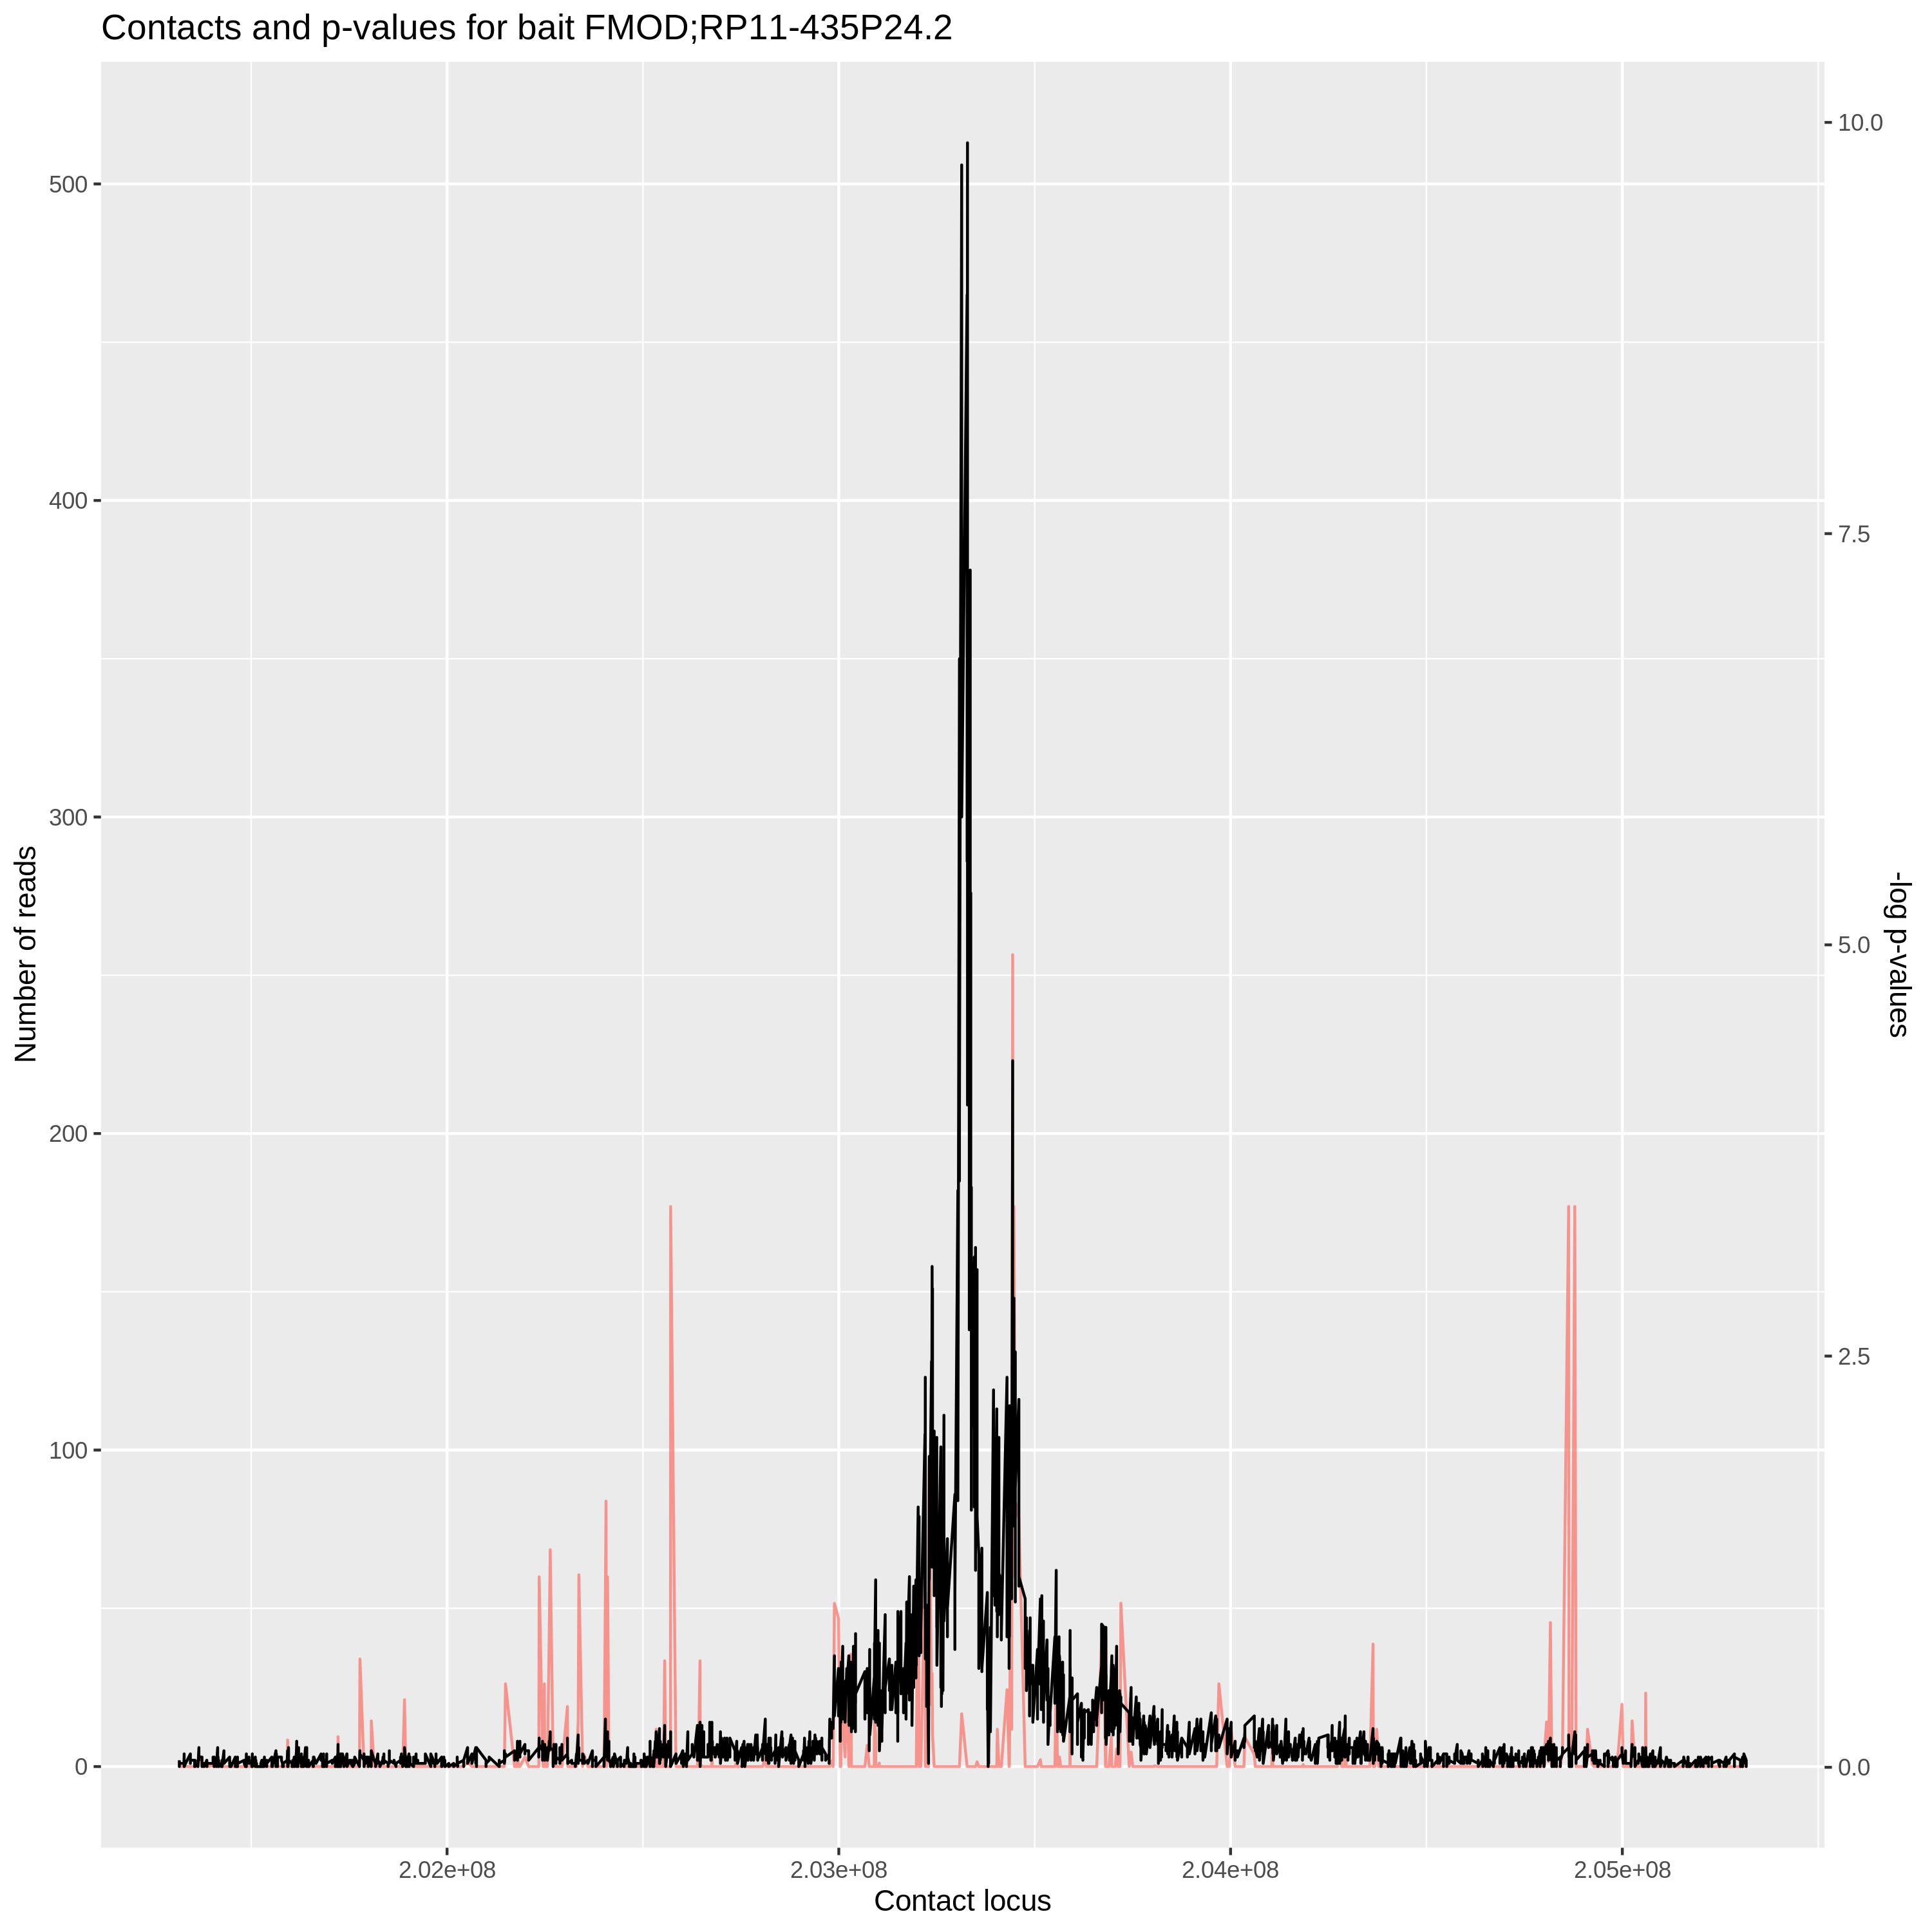 Contacts and p-values for bait FMOD;RP11-435P24.2
500
400
300
200
100
0
Number of reads
10.0
7.5
5.0
2.5
0.0
-log p-values
2.02e+08
2.03e+08
2.04e+08
2.05e+08
Contact locus